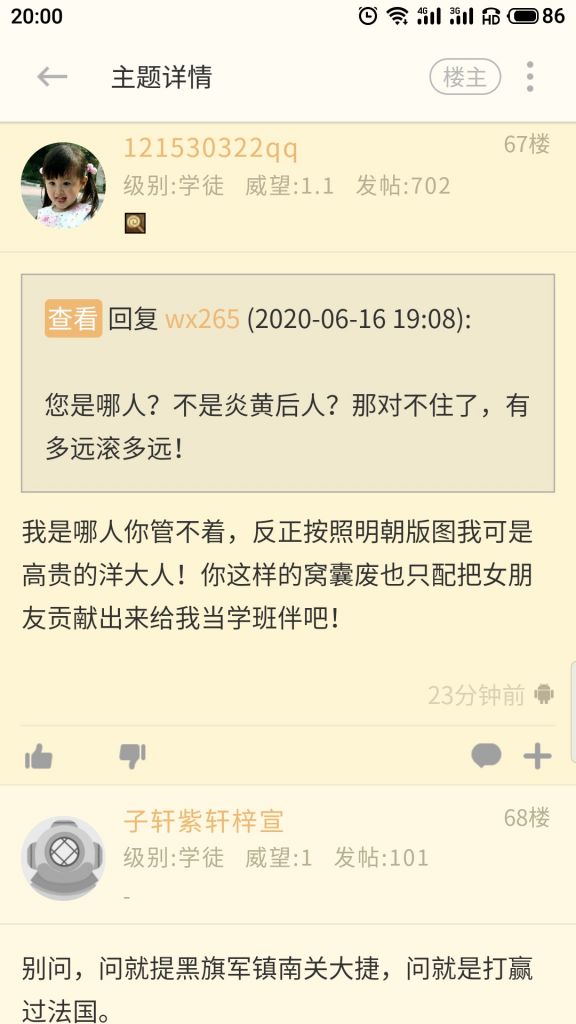 20:00
4G 3G HD 86
主题详情
楼主
121530322qq
67楼
级别:学徒 威望:1.1 发帖:702
查看 回复 wx265 (2020-06-16 19:08):
您是哪人？不是炎黄后人？那对不住了，有
多远滚多远！
我是哪人你管不着，反正按照明朝版图我可是
高贵的洋大人！你这样的窝囊废也只配把女朋
友贡献出来给我当学班伴吧！
23分钟前
子轩紫轩梓宣
68楼
级别:学徒 威望:1 发帖:101
-
别问，问就提黑旗军镇南关大捷，问就是打赢
过法国。